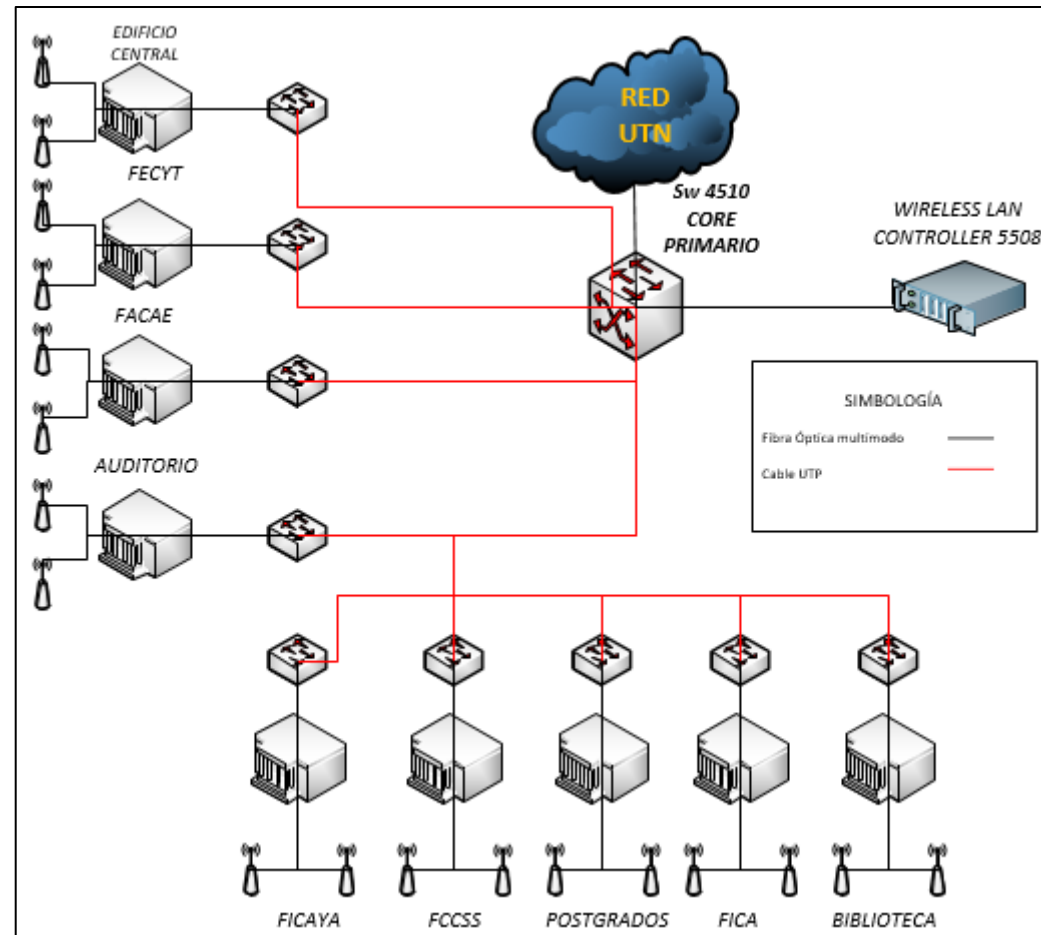 EDIFICIO
CENTRAL
RED
UTN
FECYT
Sw 4510
CORE
PRIMARIO
WIRELESS LAN
CONTROLLER 5508
FACAE
SIMBOLOGÍA
Fibra Óptica multimodo
Cable UTP
AUDITORIO
FICAYA
FCCSS
POSTGRADOS
FICA
BIBLIOTECA